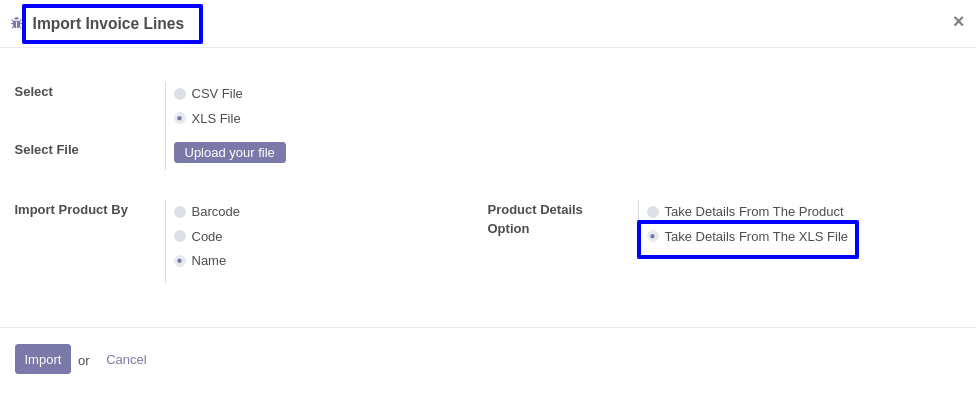 Import Invoice Lines
×
Select
CSV File
XLS File
Select File
Upload your file
Import Product By
Barcode
Code
Name
Product Details
Option
Take Details From The Product
Take Details From The XLS File
Import or Cancel